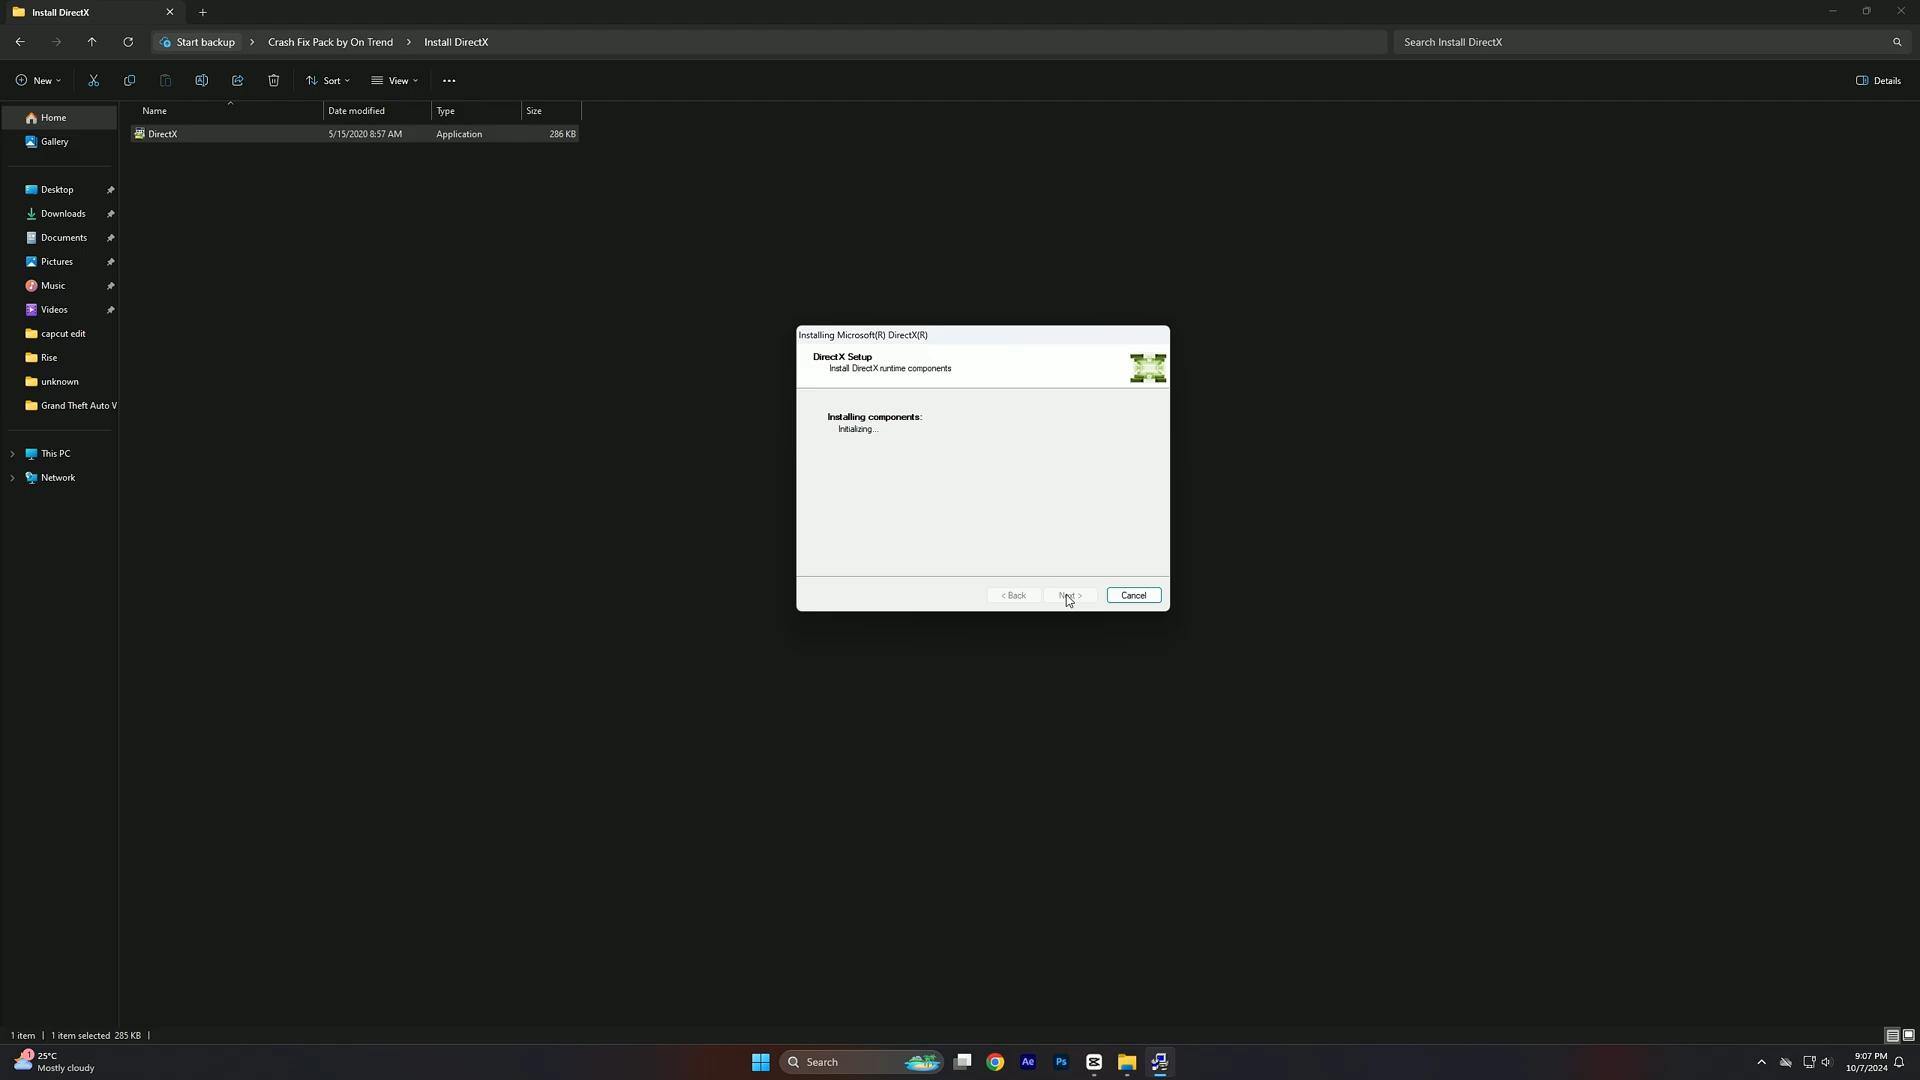 Install DirectX
Start backup
Crash Fix Pack by On Trend
Install DirectX
Search Install DirectX
New
Sort
View
Details
Name
Date modified
Type
Size
DirectX
5/15/2020 8:57 AM
Application
286 KB
Home
Gallery
Desktop
Downloads
Documents
Pictures
Music
Videos
capcut edit
Rise
unknown
Grand Theft Auto V
This PC
Network
Installing Microsoft(R) DirectX(R)
DirectX Setup
Install DirectX runtime components
Installing components:
Initializing...
< Back
Next >
Cancel
1 item
1 item selected 285 KB
1
25°C
Mostly cloudy
Search
Ae
Ps
9:07 PM
10/7/2024